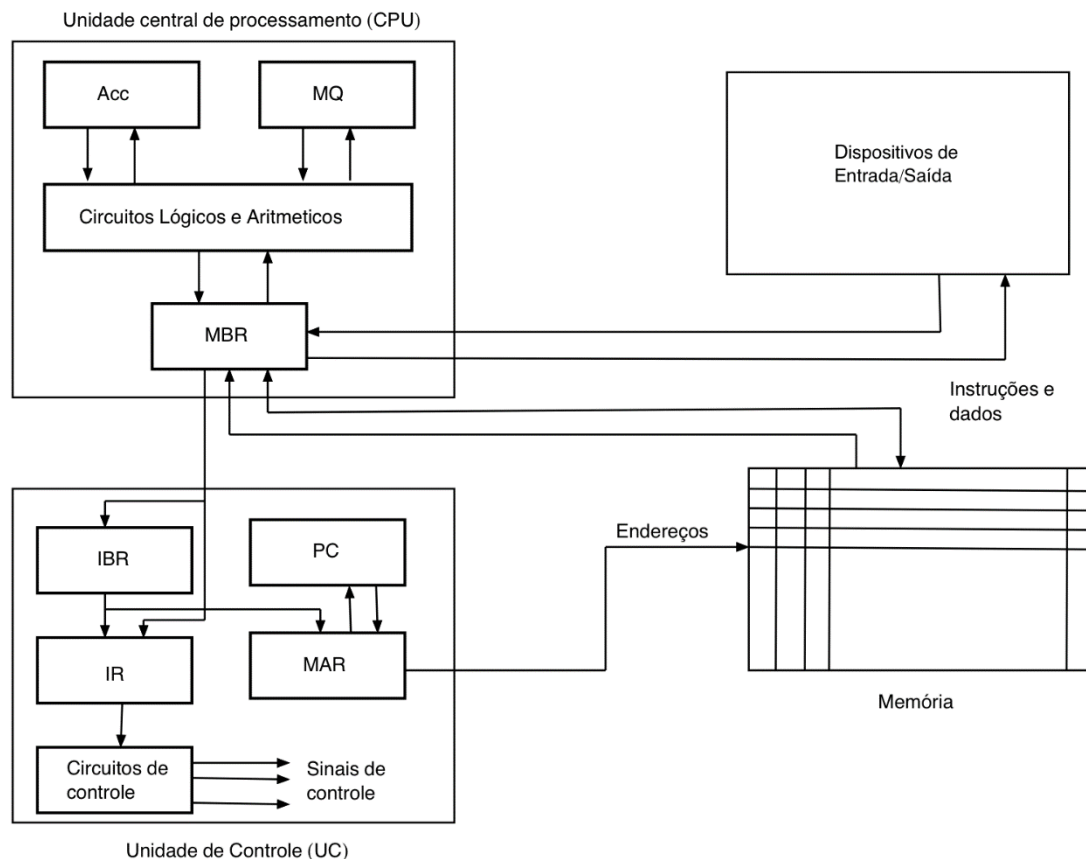 Unidade central de processamento (CPU)
Acc
MQ
Circuitos Lógicos e Aritmeticos
MBR
Dispositivos de
Entrada/Saída
Instruções e
dados
Endereços
Memória
IBR
PC
IR
MAR
Circuitos de
controle
Sinais de
controle
Unidade de Controle (UC)